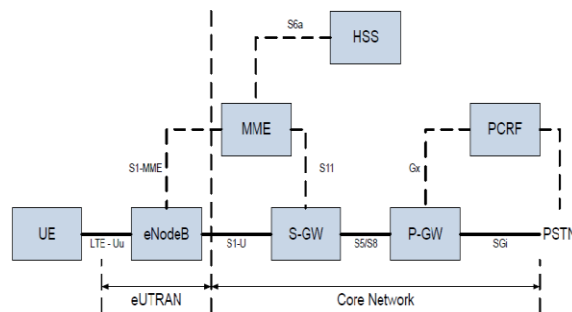 S6a
HSS
MME
PCRF
S1-MME
S11
Gx
UE
LTE - Uu
eNodeB
S1-U
S-GW
S5/S8
P-GW
SGi
PSTN
eUTRAN
Core Network